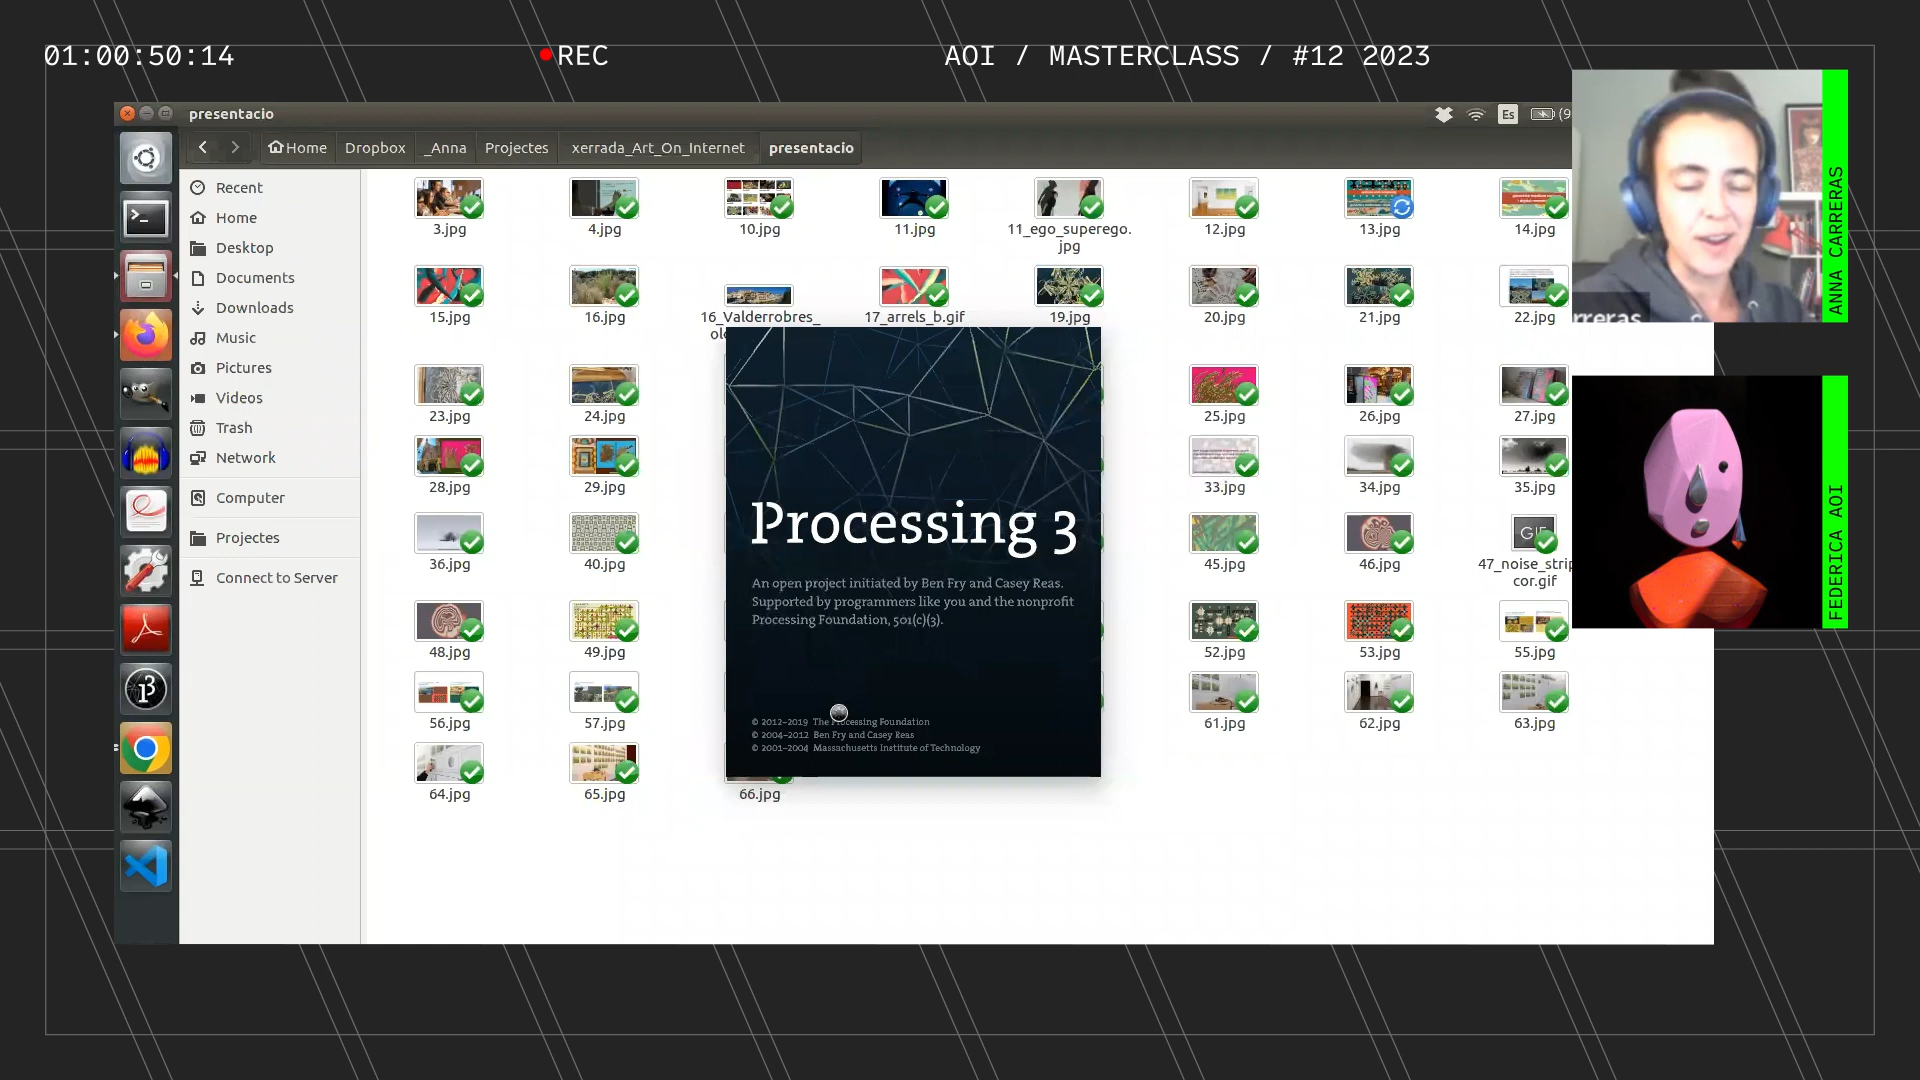 01:00:50:14
REC
AOI / MASTERCLASS / #12 2023
presentacio
Es
(9
Home
Dropbox
_Anna
Projectes
xerrada_Art_On_Internet
presentacio
Recent
Home
Desktop
Documents
Downloads
Music
Pictures
Videos
Trash
Network
Computer
Projectes
Connect to Server
3.jpg
4.jpg
10.jpg
11.jpg
11_ego_superego.
jpg
12.jpg
13.jpg
14.jpg
15.jpg
16.jpg
16_Valderrobres_
17_arrels_b.gif
19.jpg
20.jpg
21.jpg
22.jpg
23.jpg
24.jpg
25.jpg
26.jpg
27.jpg
28.jpg
29.jpg
33.jpg
34.jpg
35.jpg
36.jpg
40.jpg
45.jpg
46.jpg
47_noise_strip
cor.gif
48.jpg
49.jpg
52.jpg
53.jpg
55.jpg
56.jpg
57.jpg
61.jpg
62.jpg
63.jpg
64.jpg
65.jpg
66.jpg
Processing 3
An open project initiated by Ben Fry and Casey Reas.
Supported by programmers like you and the nonprofit
Processing Foundation, 501(c)(3).
© 2012–2019 The Processing Foundation
© 2004–2012 Ben Fry and Casey Reas
© 2001–2004 Massachusetts Institute of Technology
ANNA CARRERAS
rreras
FEDERICA AOI